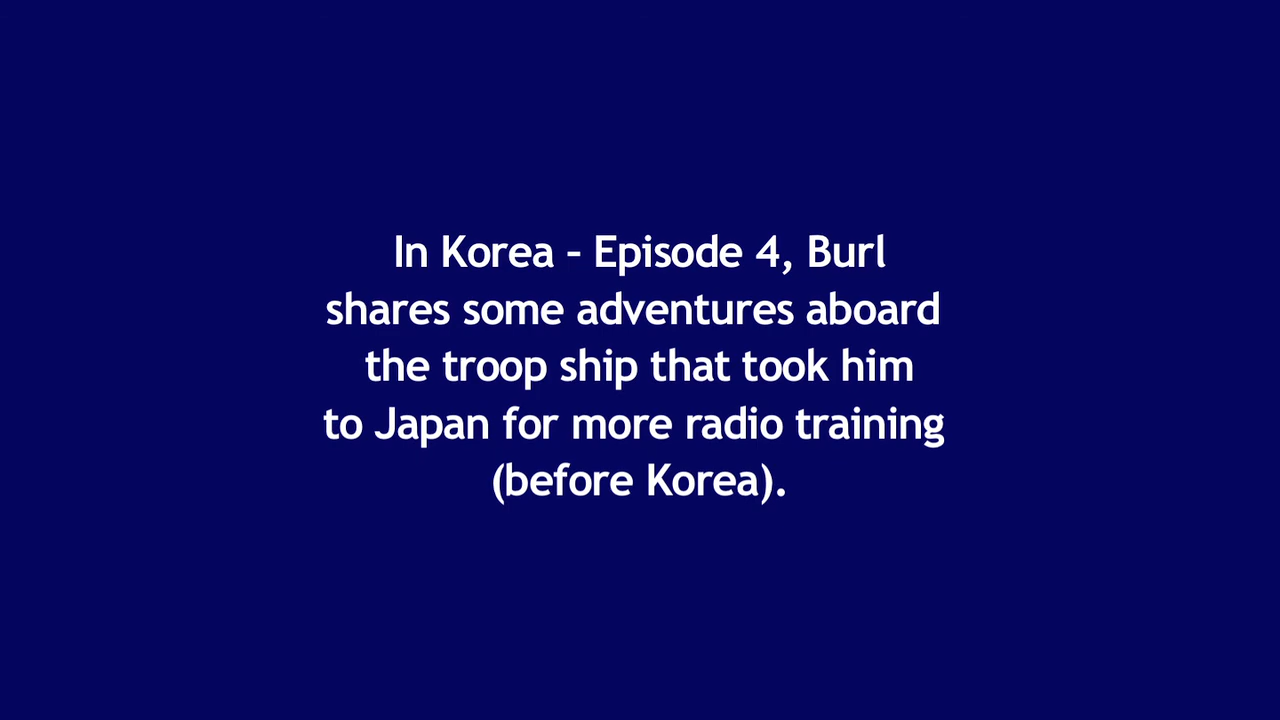 In Korea – Episode 4, Burl
shares some adventures aboard
the troop ship that took him
to Japan for more radio training
(before Korea).